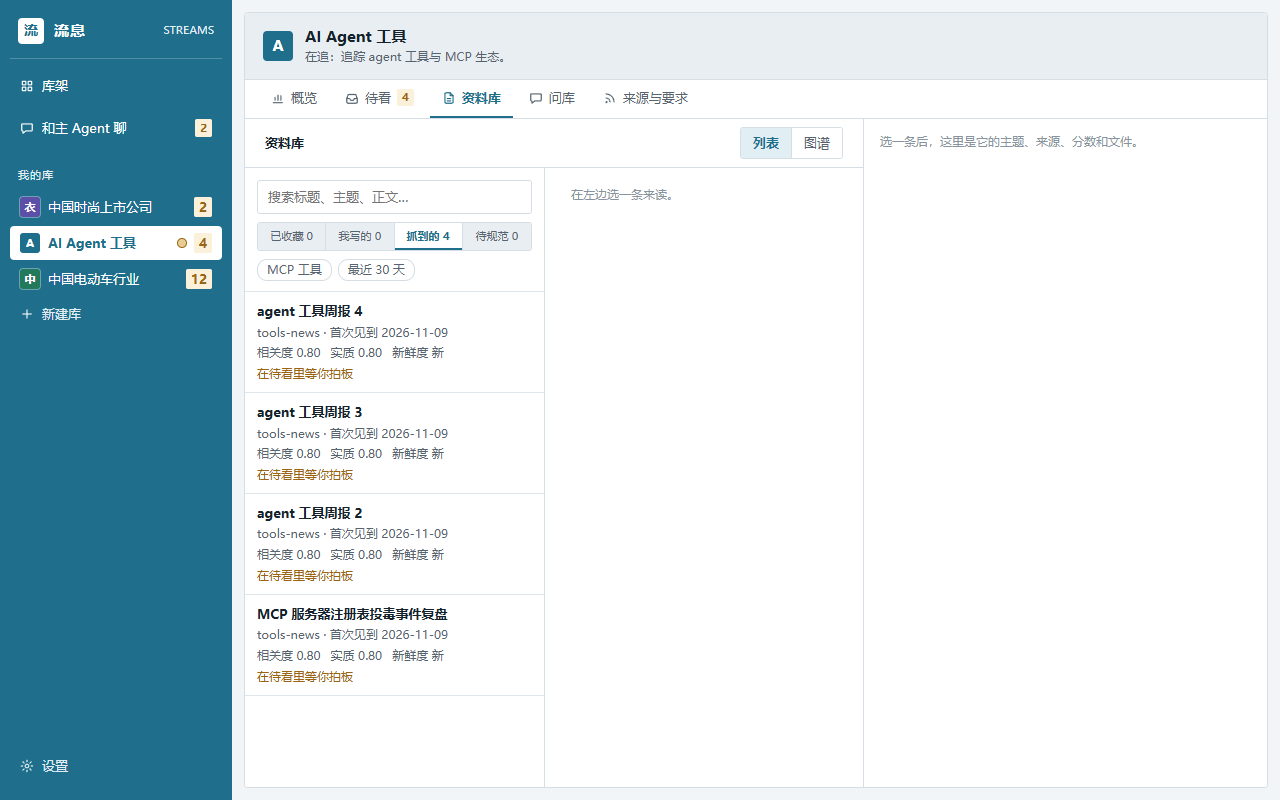 流 流息 STREAMS
库架
和主 Agent 聊 2
我的库
衣 中国时尚上市公司 2
A AI Agent 工具 4
申 中国电动车行业 12
新建库
设置
A AI Agent 工具
在追：追踪 agent 工具与 MCP 生态。
概览 待看 4 资料库 问库 来源与要求
资料库 列表 图谱
搜索标题、主题、正文…
已收藏 0 我写的 0 抓到的 4 待规范 0
MCP 工具 最近 30 天
agent 工具周报 4
tools-news · 首次见到 2026-11-09
相关度 0.80 实质 0.80 新鲜度 新
在待看里等你拍板
agent 工具周报 3
tools-news · 首次见到 2026-11-09
相关度 0.80 实质 0.80 新鲜度 新
在待看里等你拍板
agent 工具周报 2
tools-news · 首次见到 2026-11-09
相关度 0.80 实质 0.80 新鲜度 新
在待看里等你拍板
MCP 服务器注册表投毒事件复盘
tools-news · 首次见到 2026-11-09
相关度 0.80 实质 0.80 新鲜度 新
在待看里等你拍板
在左边选一条来读。
选一条后，这里是它的主题、来源、分数和文件。